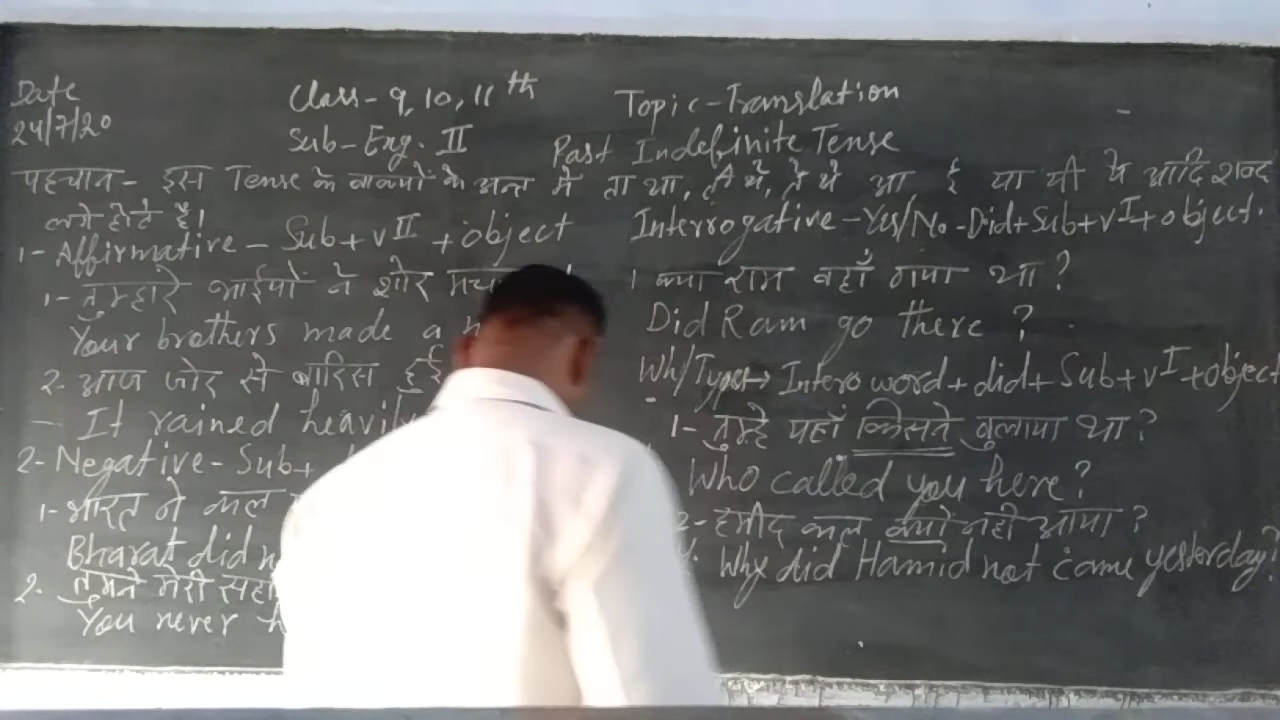 Date
24/7/20
Class - 9, 10, 11th
Sub - Eng. II
Topic - Translation
Past Indefinite Tense
पहचान - इस Tense के वाक्यों के अन्त में ता था, ती थी, ते थे आ ई या यी ये आदि शब्द
लगे होते हैं।
1 - Affirmative - Sub + vII + object
1 - तुम्हारे भाईयों ने शोर
Your brothers made a
2 - आज जोर से बारिस हुई
- It rained
2 - Negative - Sub +
1 - भारत ने कल
Bharat did
2. तुमने मेरी
You never
Interrogative - Yes/No - Did + Sub + vI + object.
1 क्या राम वहाँ गया था?
Did Ram go there?
Wh/Type → Intero word + did + Sub + vI + object
1 - तुम्हे यहाँ किसने बुलाया था?
Who called you here?
2 - हमीद कल क्यों नही आया?
Why did Hamid not came yesterday?